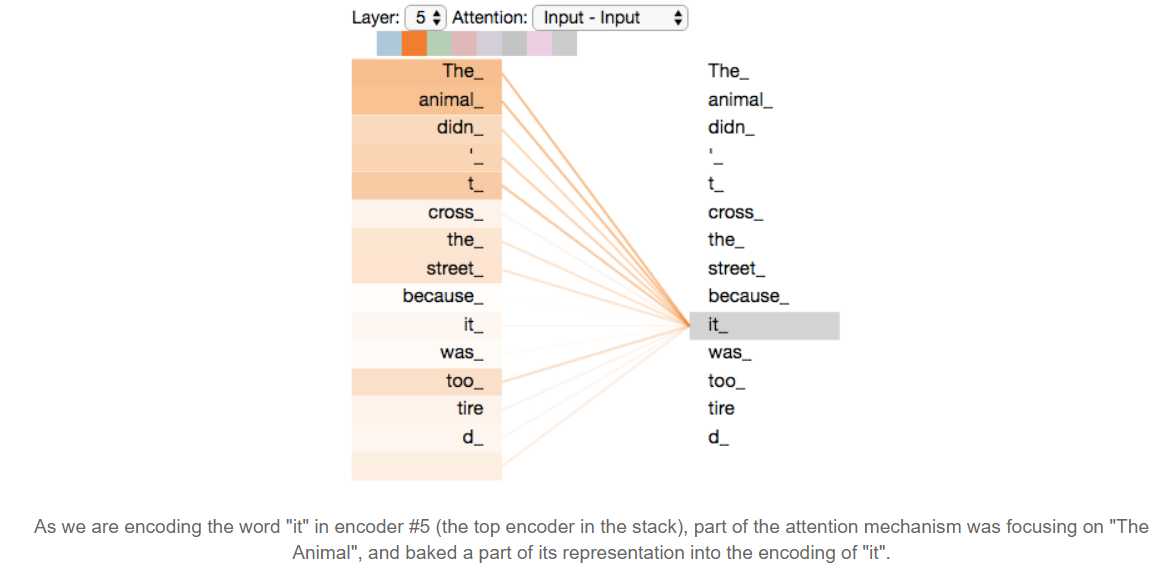 Layer: 5 Attention: Input - Input
The_ The_
animal_ animal_
didn_ didn_
'_ '_
t_ t_
cross_ cross_
the_ the_
street_ street_
because_ because_
it_ it_
was_ was_
too_ too_
tire tire
d_ d_
As we are encoding the word "it" in encoder #5 (the top encoder in the stack), part of the attention mechanism was focusing on "The
Animal", and baked a part of its representation into the encoding of "it".